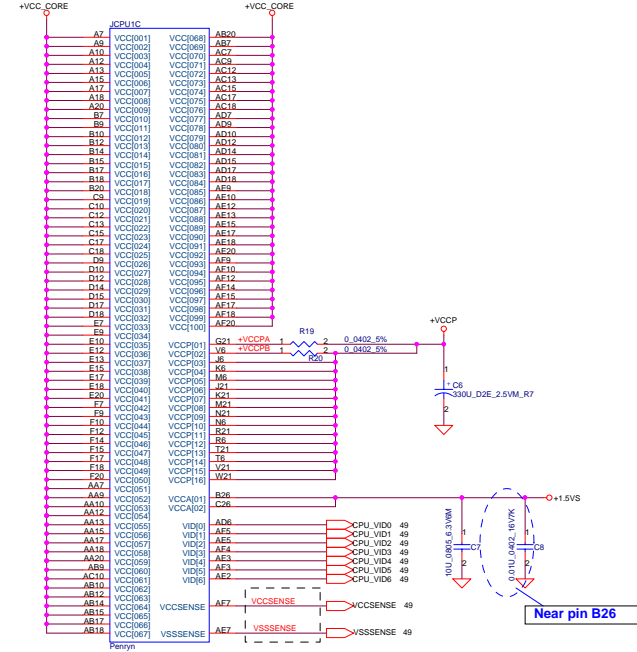 +VCC_CORE +VCC_CORE
JCPU1C
A7 VCC[001] VCC[068] AB20
A9 VCC[002] VCC[069] AB7
A10 VCC[003] VCC[070] AC7
A12 VCC[004] VCC[071] AC9
A13 VCC[005] VCC[072] AC12
A15 VCC[006] VCC[073] AC13
A17 VCC[007] VCC[074] AC15
A18 VCC[008] VCC[075] AC17
A20 VCC[009] VCC[076] AC18
B7 VCC[010] VCC[077] AD7
B9 VCC[011] VCC[078] AD9
B10 VCC[012] VCC[079] AD10
B12 VCC[013] VCC[080] AD12
B14 VCC[014] VCC[081] AD14
B15 VCC[015] VCC[082] AD15
B17 VCC[016] VCC[083] AD17
B18 VCC[017] VCC[084] AD18
B20 VCC[018] VCC[085] AE9
C9 VCC[019] VCC[086] AE10
C10 VCC[020] VCC[087] AE12
C12 VCC[021] VCC[088] AE13
C13 VCC[022] VCC[089] AE15
C15 VCC[023] VCC[090] AE17
C17 VCC[024] VCC[091] AE18
C18 VCC[025] VCC[092] AE20
D9 VCC[026] VCC[093] AF9
D10 VCC[027] VCC[094] AF10
D12 VCC[028] VCC[095] AF12
D14 VCC[029] VCC[096] AF14
D15 VCC[030] VCC[097] AF15
D17 VCC[031] VCC[098] AF17
D18 VCC[032] VCC[099] AF18
E7 VCC[033] VCC[100] AF20
E9 VCC[034]
E10 VCC[035] VCCP[01] G21 +VCCPA 1 R19 2 0_0402_5%
E12 VCC[036] VCCP[02] V6 +VCCPB 1 R20 2 0_0402_5%
E13 VCC[037] VCCP[03] J6
E15 VCC[038] VCCP[04] K6
E17 VCC[039] VCCP[05] M6
E18 VCC[040] VCCP[06] J21
E20 VCC[041] VCCP[07] K21
F7 VCC[042] VCCP[08] M21
F9 VCC[043] VCCP[09] N21
F10 VCC[044] VCCP[10] N6
F12 VCC[045] VCCP[11] R21
F14 VCC[046] VCCP[12] R6
F15 VCC[047] VCCP[13] T21
F17 VCC[048] VCCP[14] T6
F18 VCC[049] VCCP[15] V21
F20 VCC[050] VCCP[16] W21
AA7 VCC[051]
AA9 VCC[052] VCCA[01] B26
AA10 VCC[053] VCCA[02] C26
AA12 VCC[054]
AA13 VCC[055] VID[0] AD6 CPU_VID0 49
AA15 VCC[056] VID[1] AF5 CPU_VID1 49
AA17 VCC[057] VID[2] AE5 CPU_VID2 49
AA18 VCC[058] VID[3] AF4 CPU_VID3 49
AA20 VCC[059] VID[4] AE3 CPU_VID4 49
AB9 VCC[060] VID[5] AF3 CPU_VID5 49
AC10 VCC[061] VID[6] AE2 CPU_VID6 49
AB10 VCC[062]
AB12 VCC[063]
AB14 VCC[064] VCCSENSE AF7 VCCSENSE VCCSENSE 49
AB15 VCC[065]
AB17 VCC[066]
AB18 VCC[067] VSSSENSE AE7 VSSSENSE VSSSENSE 49
Penryn
+VCCP
1
+ C6
330U_D2E_2.5VM_R7
2
+1.5VS
10U_0805_6.3V6M
1
C7
2
0.01U_0402_16V7K
1
C8
2
Near pin B26